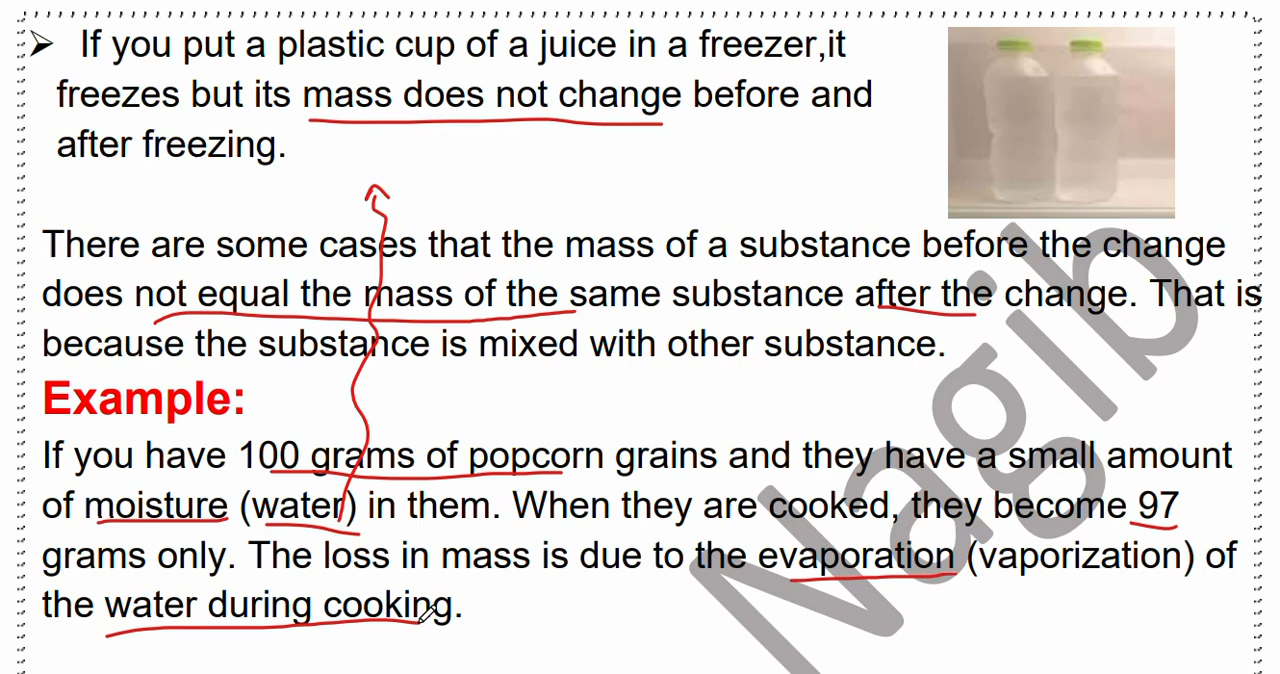 ➢ If you put a plastic cup of a juice in a freezer,it
freezes but its mass does not change before and
after freezing.
There are some cases that the mass of a substance before the change
does not equal the mass of the same substance after the change. That is
because the substance is mixed with other substance.
Example:
If you have 100 grams of popcorn grains and they have a small amount
of moisture (water) in them. When they are cooked, they become 97
grams only. The loss in mass is due to the evaporation (vaporization) of
the water during cooking.
Nagib